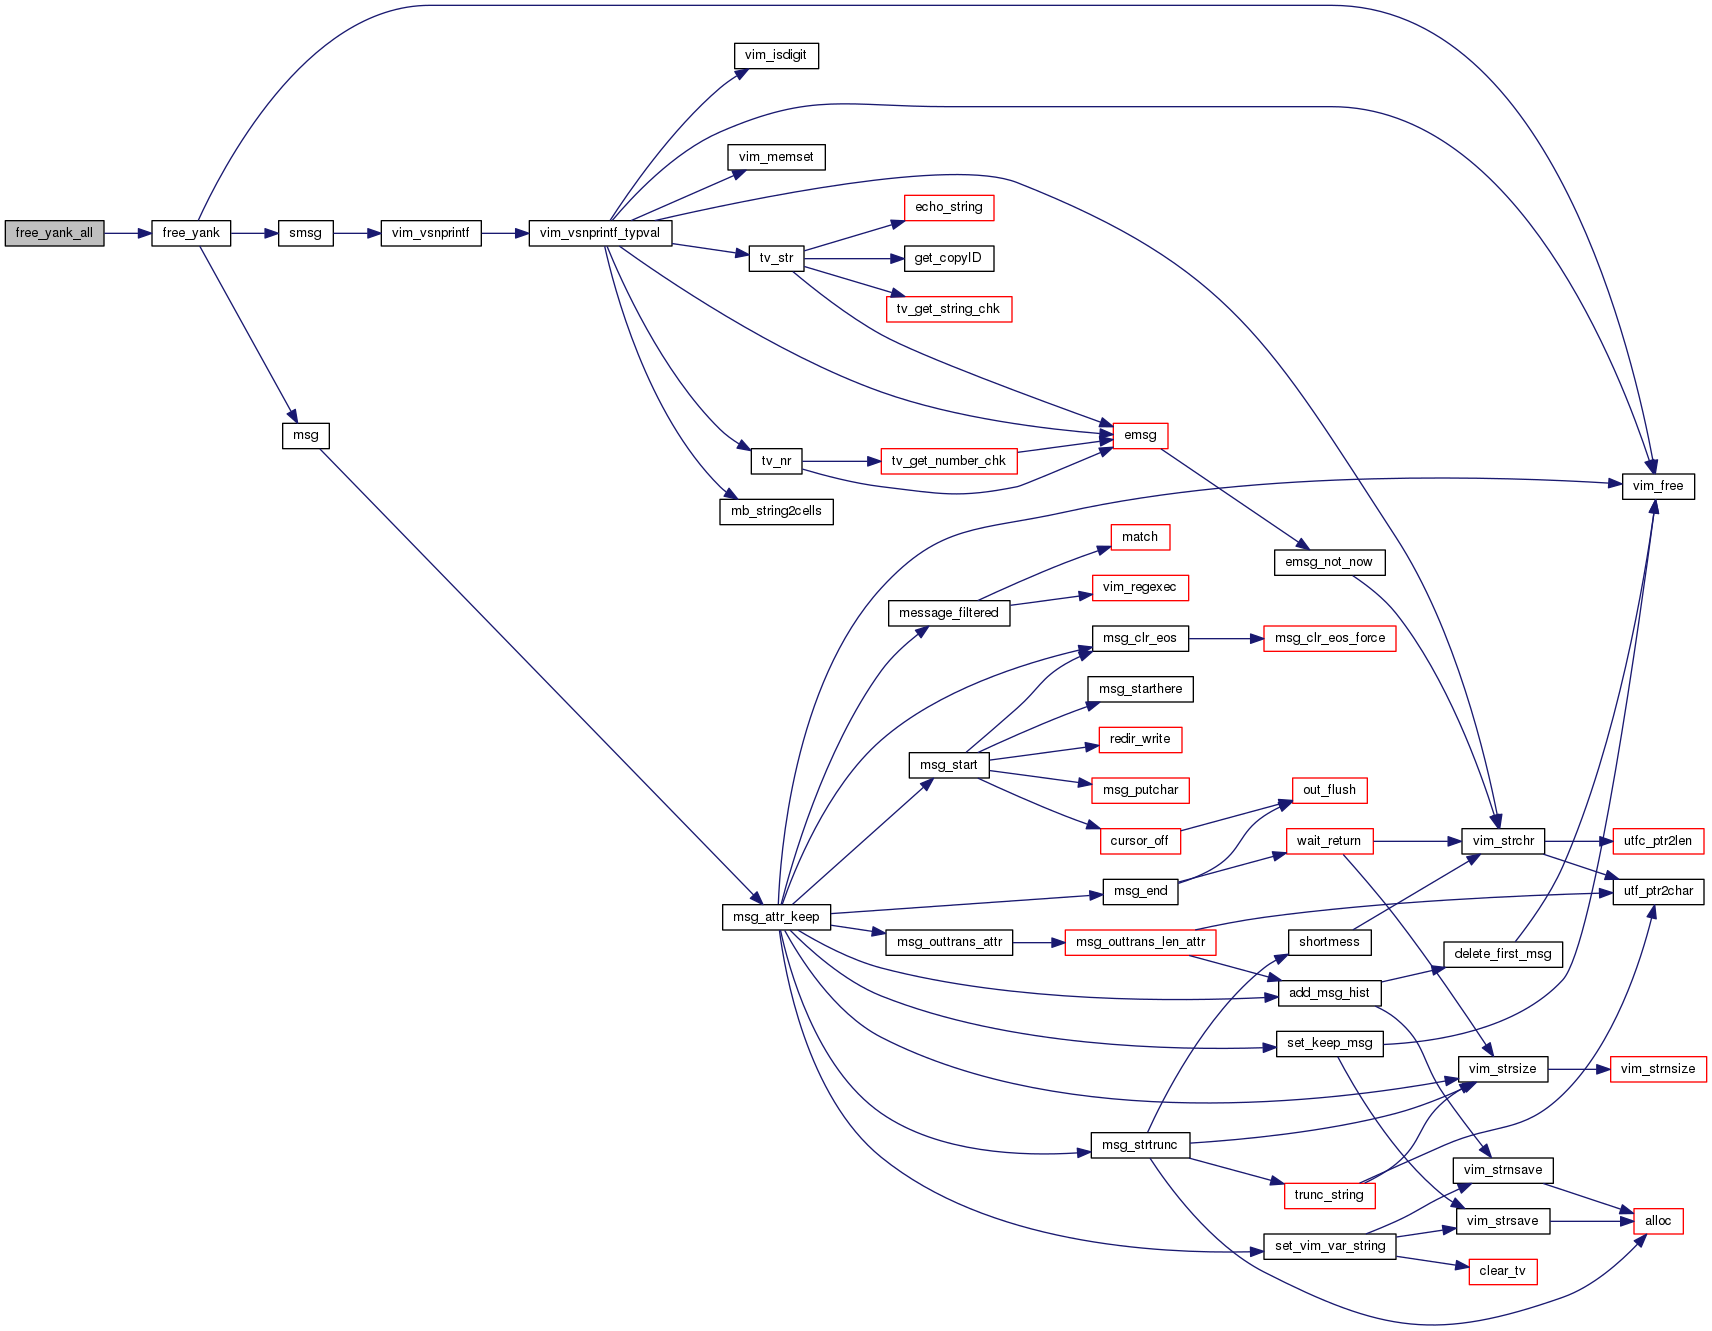 vim_isdigit
vim_memset
echo_string
free_yank_all
free_yank
smsg
vim_vsnprintf
vim_vsnprintf_typval
tv_str
get_copyID
tv_get_string_chk
msg
emsg
tv_nr
tv_get_number_chk
vim_free
mb_string2cells
match
emsg_not_now
vim_regexec
message_filtered
msg_clr_eos
msg_clr_eos_force
msg_starthere
redir_write
msg_start
msg_putchar
out_flush
cursor_off
wait_return
vim_strchr
utfc_ptr2len
msg_end
utf_ptr2char
msg_attr_keep
msg_outtrans_attr
msg_outtrans_len_attr
shortmess
delete_first_msg
add_msg_hist
set_keep_msg
vim_strsize
vim_strnsize
msg_strtrunc
vim_strnsave
trunc_string
vim_strsave
alloc
set_vim_var_string
clear_tv